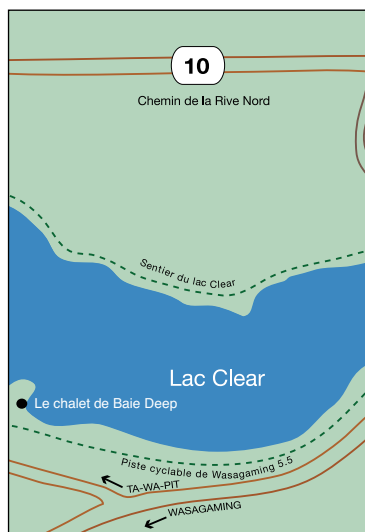 10
Chemin de la Rive Nord
Sentier du lac Clear
Lac Clear
Le chalet de Baie Deep
Piste cyclable de Wasagaming 5.5
TA-WA-PIT
WASAGAMING